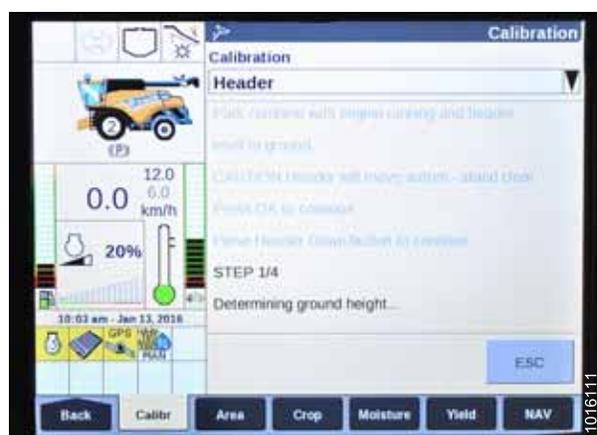 Calibration
Calibration
Header
Park combine with engine running and header
level to ground.
CAUTION Header will move autom.- stand clear
Press OK to continue
Press Header Down button to continue
STEP 1/4
Determining ground height...
ESC
2
(P)
12.0
0.0
6.0
km/h
20%
10:03 am - Jan 13, 2016
GPS
MAN
Back
Calibr
Area
Crop
Moisture
Yield
NAV
1016111